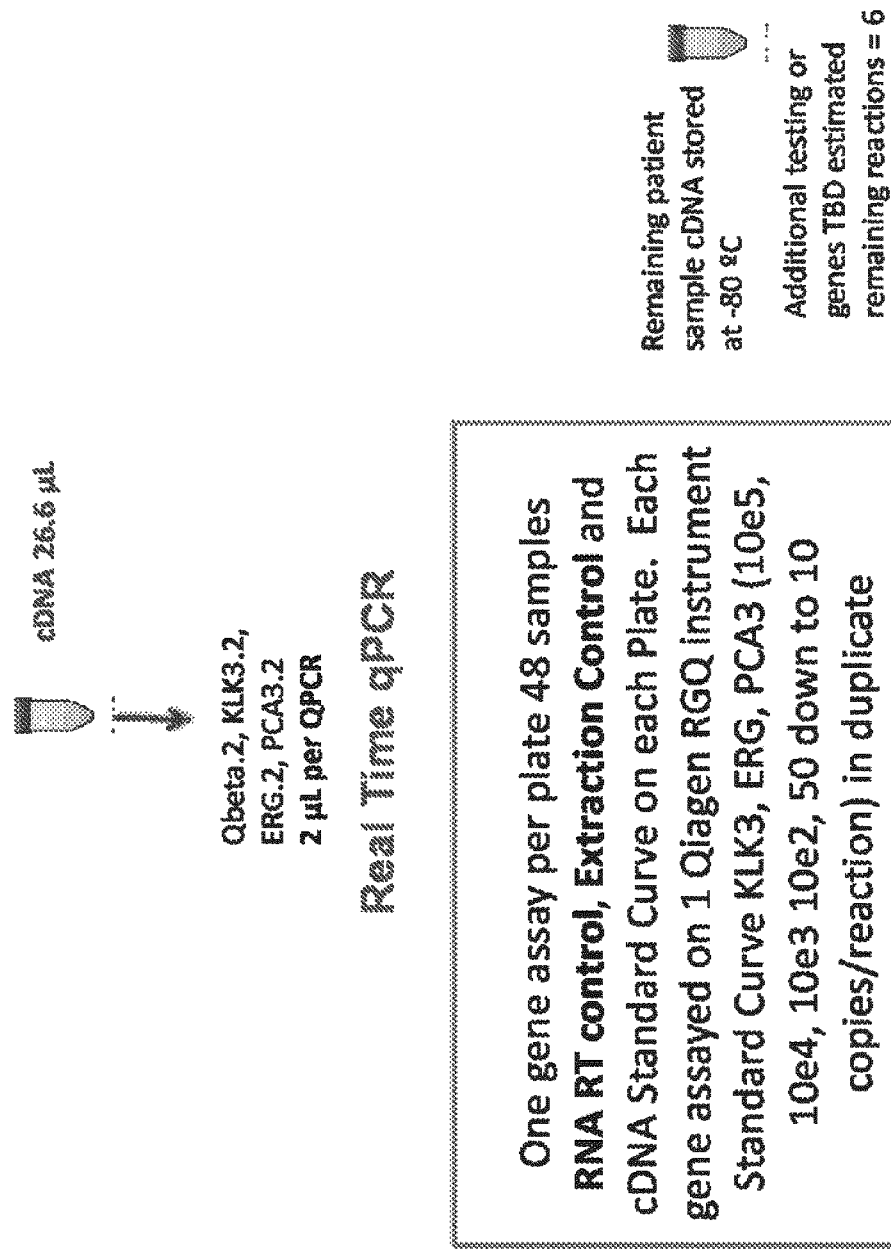 cDNA 26.6 µL
Qbeta.2, KLK3.2,
ERG.2, PCA3.2
2 µL per QPCR
Real Time qPCR
One gene assay per plate 48 samples
RNA RT control, Extraction Control and
cDNA Standard Curve on each Plate. Each
gene assayed on 1 Qiagen RGQ instrument
Standard Curve KLK3, ERG, PCA3 (10e5,
10e4, 10e3 10e2, 50 down to 10
copies/reaction) in duplicate
Remaining patient
sample cDNA stored
at -80 ºC
Additional testing or
genes TBD estimated
remaining reactions = 6